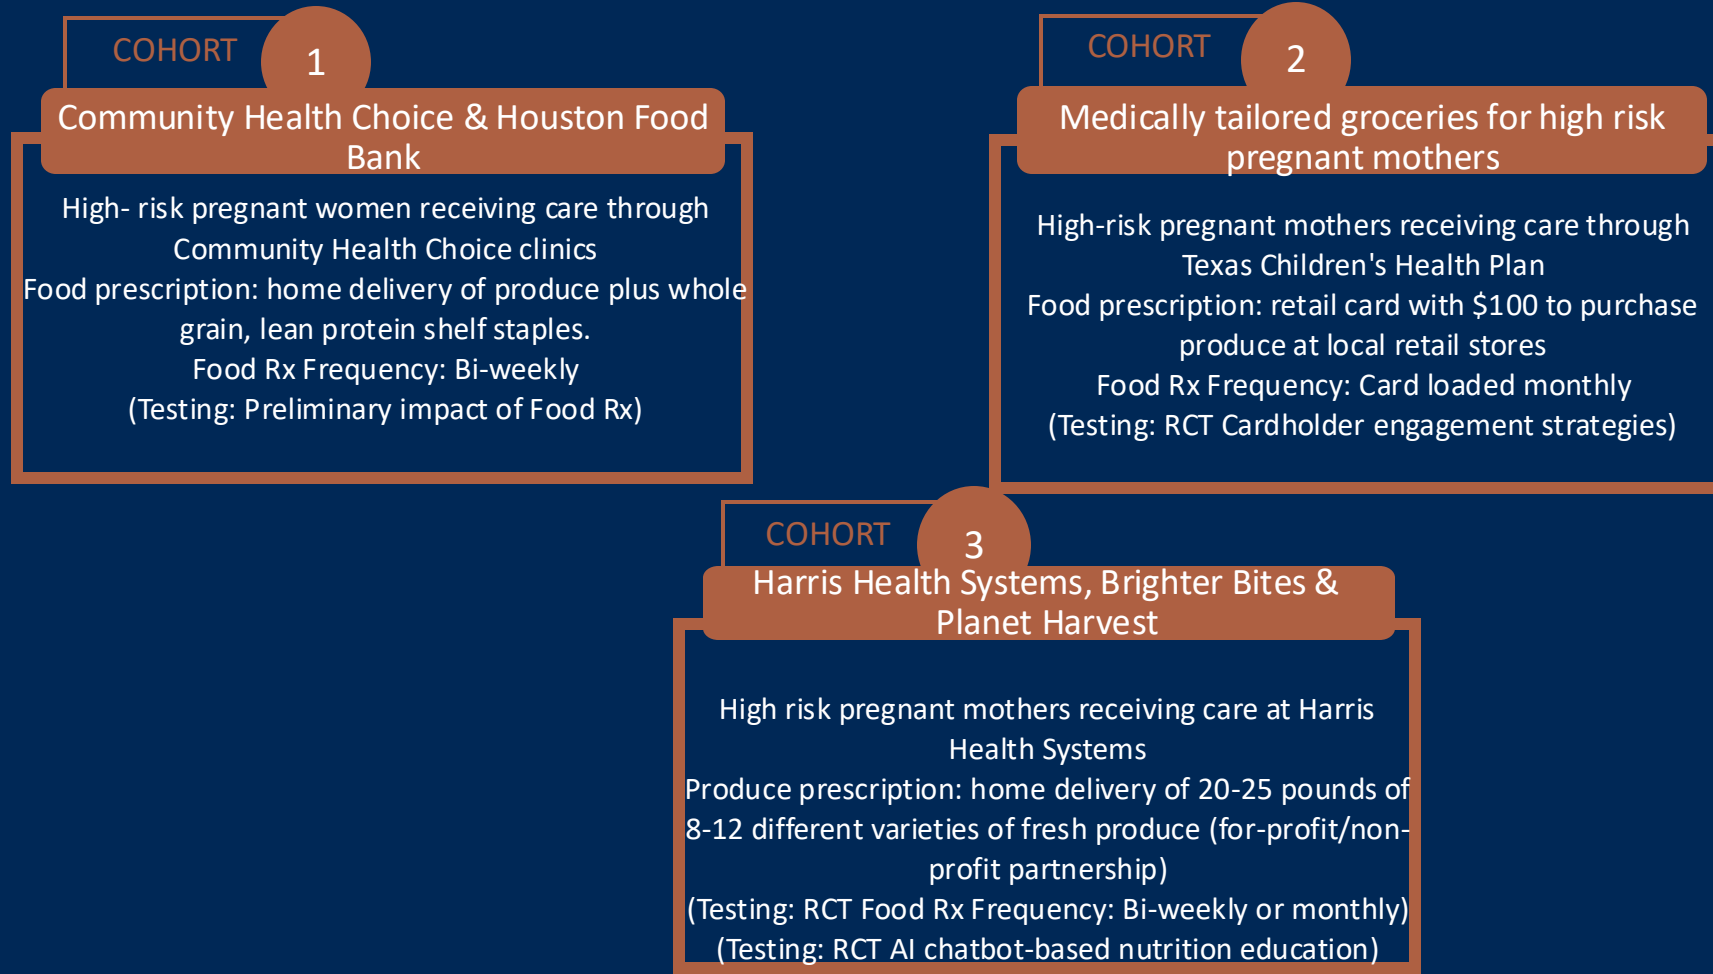 COHORT
1
Community Health Choice & Houston Food
Bank
High- risk pregnant women receiving care through
Community Health Choice clinics
Food prescription: home delivery of produce plus whole
grain, lean protein shelf staples.
Food Rx Frequency: Bi-weekly
(Testing: Preliminary impact of Food Rx)
COHORT
2
Medically tailored groceries for high risk
pregnant mothers
High-risk pregnant mothers receiving care through
Texas Children's Health Plan
Food prescription: retail card with $100 to purchase
produce at local retail stores
Food Rx Frequency: Card loaded monthly
(Testing: RCT Cardholder engagement strategies)
COHORT
3
Harris Health Systems, Brighter Bites &
Planet Harvest
High risk pregnant mothers receiving care at Harris
Health Systems
Produce prescription: home delivery of 20-25 pounds of
8-12 different varieties of fresh produce (for-profit/non-
profit partnership)
(Testing: RCT Food Rx Frequency: Bi-weekly or monthly)
(Testing: RCT AI chatbot-based nutrition education)